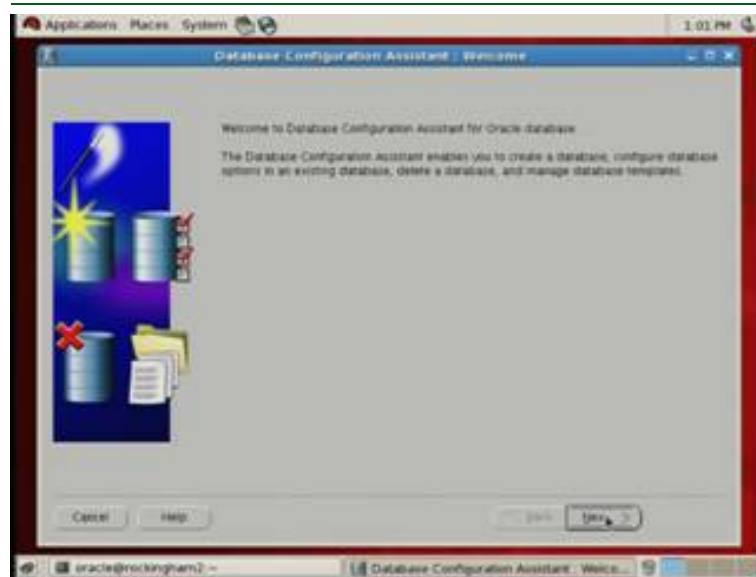 Applications Places System 1:01 PM
Database Configuration Assistant : Welcome
Welcome to Database Configuration Assistant for Oracle database.
The Database Configuration Assistant enables you to create a database, configure database
options in an existing database, delete a database, and manage database templates.
Cancel Help Back Next
oracle@rockingham2:~ Database Configuration Assistant : Welco...